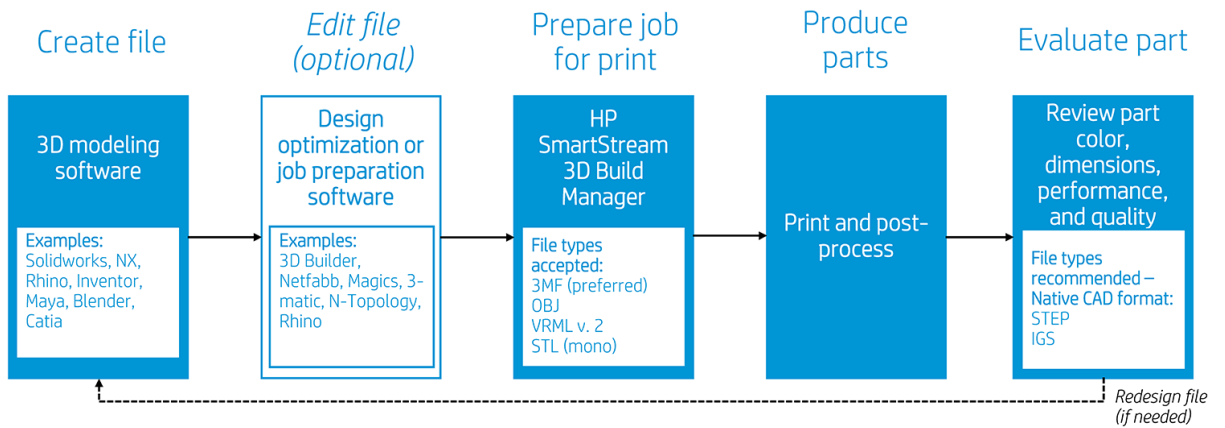 Create file
Edit file
(optional)
Prepare job
for print
Produce
parts
Evaluate part
3D modeling
software
Examples:
Solidworks, NX,
Rhino, Inventor,
Maya, Blender,
Catia
Design
optimization or
job preparation
software
Examples:
3D Builder,
Netfabb, Magics, 3-
matic, N-Topology,
Rhino
HP
SmartStream
3D Build
Manager
File types
accepted:
3MF (preferred)
OBJ
VRML v. 2
STL (mono)
Print and post-
process
Review part
color,
dimensions,
performance,
and quality
File types
recommended –
Native CAD format:
STEP
IGS
Redesign file
(if needed)